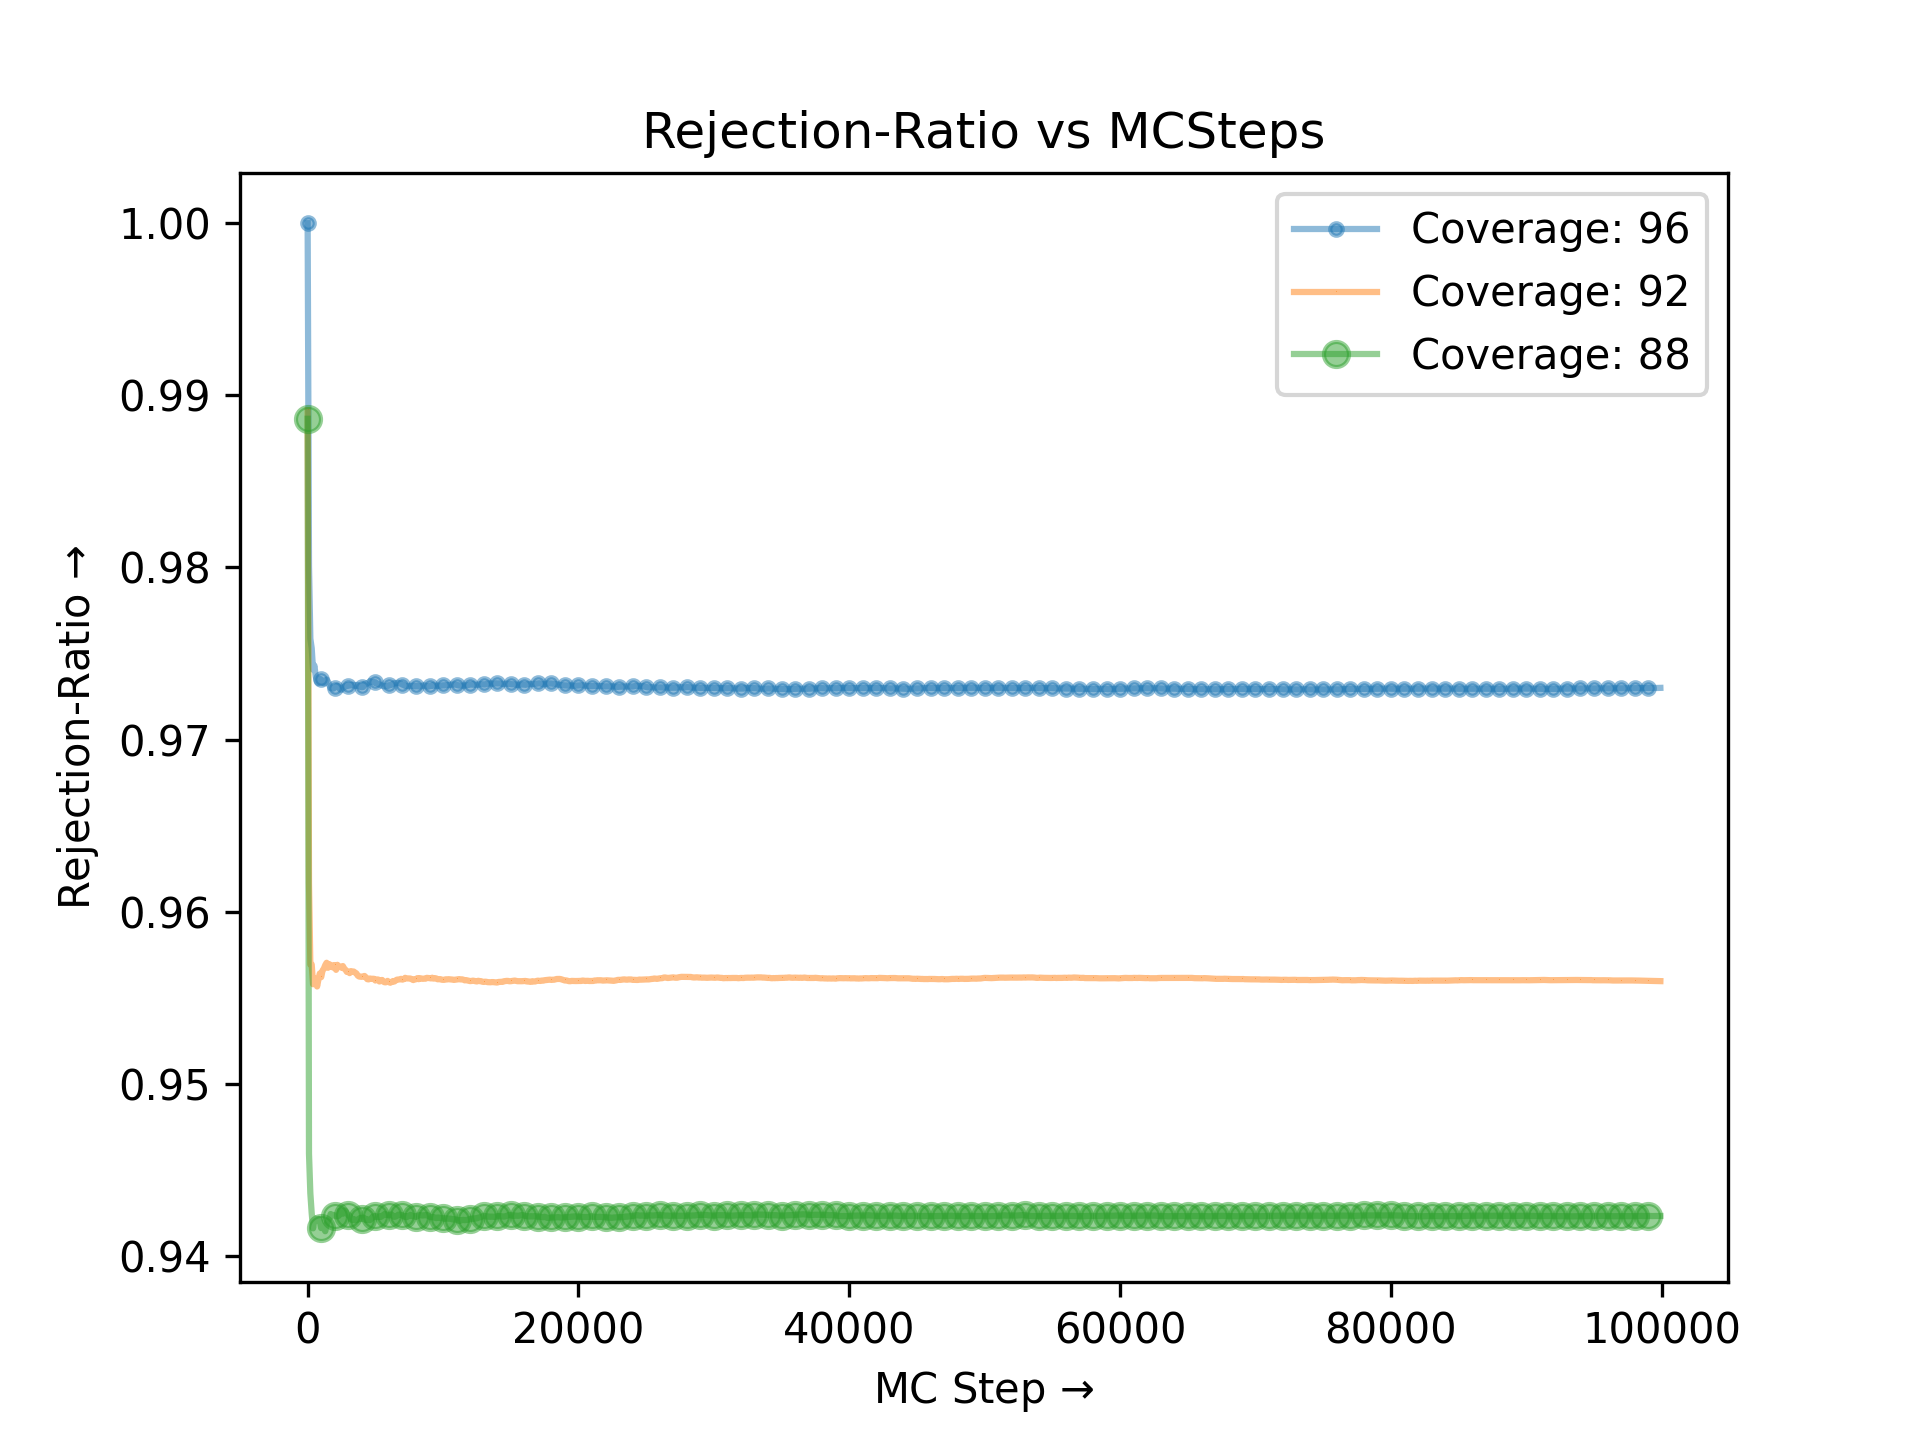 Rejection-Ratio vs MCSteps
Coverage: 96
Coverage: 92
Coverage: 88
Rejection-Ratio →
1.00
0.99
0.98
0.97
0.96
0.95
0.94
0 20000 40000 60000 80000 100000
MC Step →